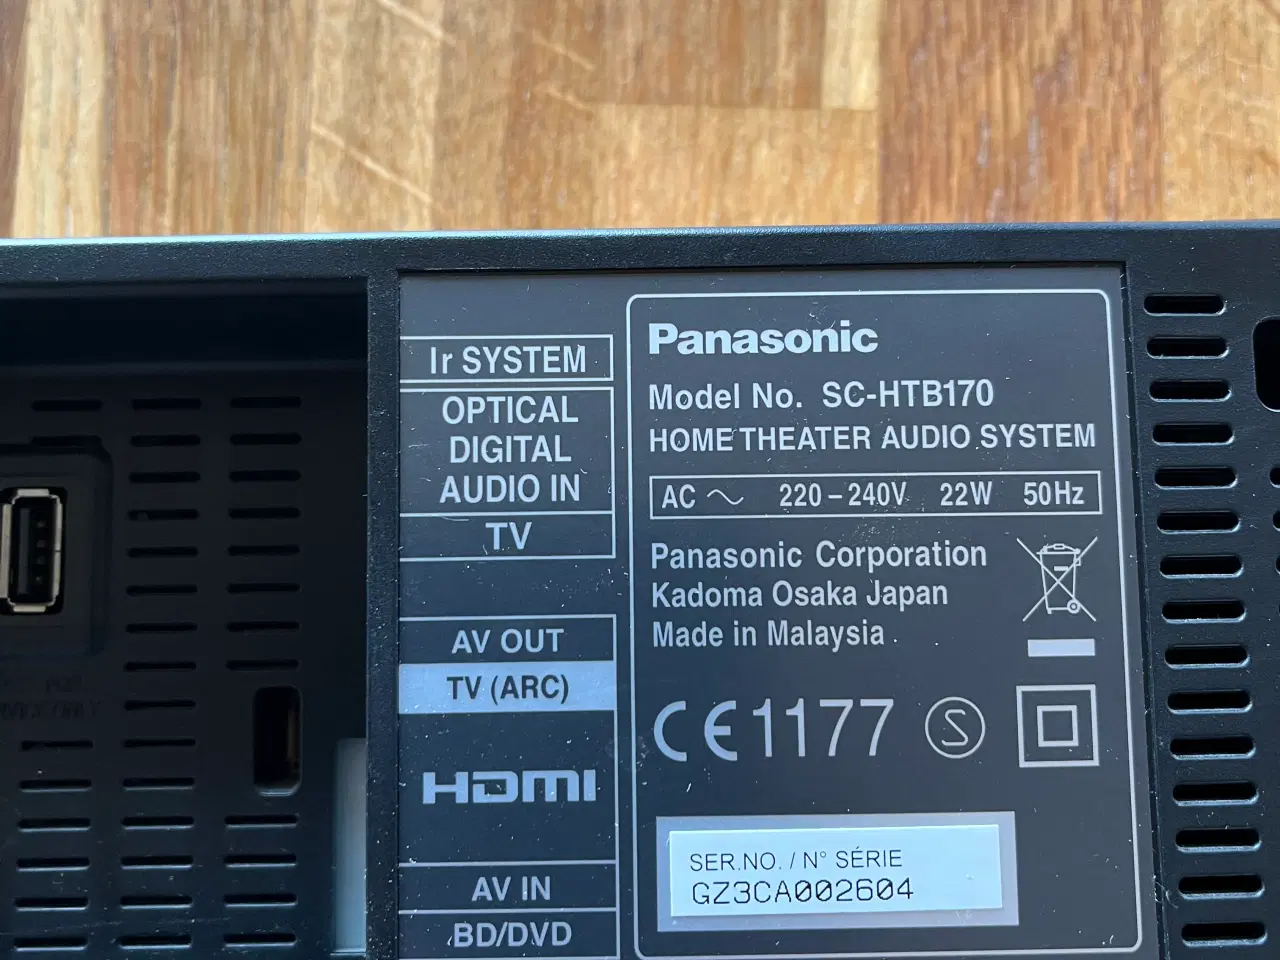 Ir SYSTEM
OPTICAL
DIGITAL
AUDIO IN
TV
AV OUT
TV (ARC)
HDMI
AV IN
BD/DVD
Panasonic
Model No. SC-HTB170
HOME THEATER AUDIO SYSTEM
AC ~ 220–240V 22W 50Hz
Panasonic Corporation
Kadoma Osaka Japan
Made in Malaysia
CE1177 S
SER.NO. / N° SÉRIE
GZ3CA002604